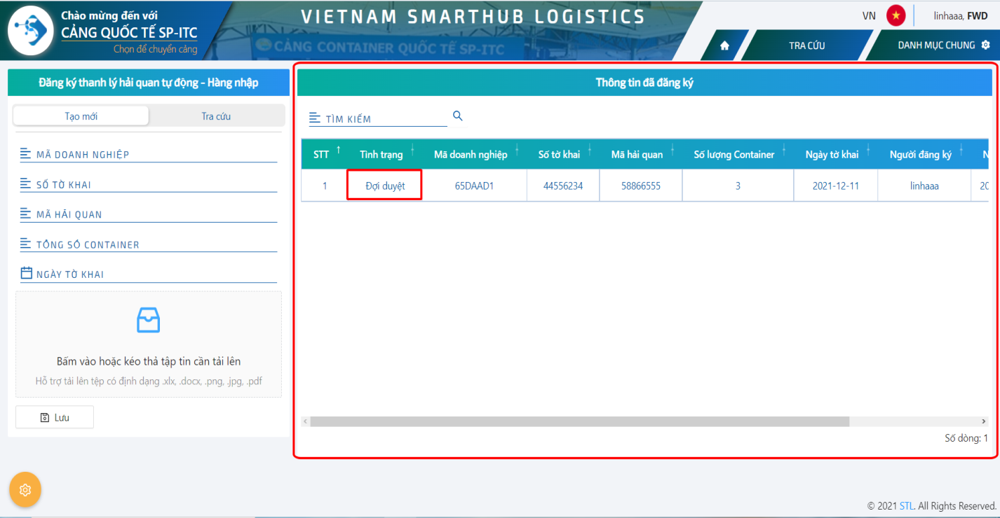 Chào mừng đến với
CẢNG QUỐC TẾ SP-ITC
Chọn để chuyển cảng
VIETNAM SMARTHUB LOGISTICS
CẢNG CONTAINER QUỐC TẾ SP-ITC
VN
linhaaa, FWD
TRA CỨU
DANH MỤC CHUNG
Đăng ký thanh lý hải quan tự động - Hàng nhập
Tạo mới Tra cứu
MÃ DOANH NGHIỆP
SỐ TỜ KHAI
MÃ HẢI QUAN
TỔNG SỐ CONTAINER
NGÀY TỜ KHAI
Bấm vào hoặc kéo thả tập tin cần tải lên
Hỗ trợ tải lên tệp có định dạng .xlx, .docx, .png, .jpg, .pdf
Lưu
Thông tin đã đăng ký
TÌM KIẾM
STT Tình trạng Mã doanh nghiệp Số tờ khai Mã hải quan Số lượng Container Ngày tờ khai Người đăng ký N
1 Đợi duyệt 65DAAD1 44556234 58866555 3 2021-12-11 linhaaa 20
Số dòng: 1
© 2021 STL. All Rights Reserved.